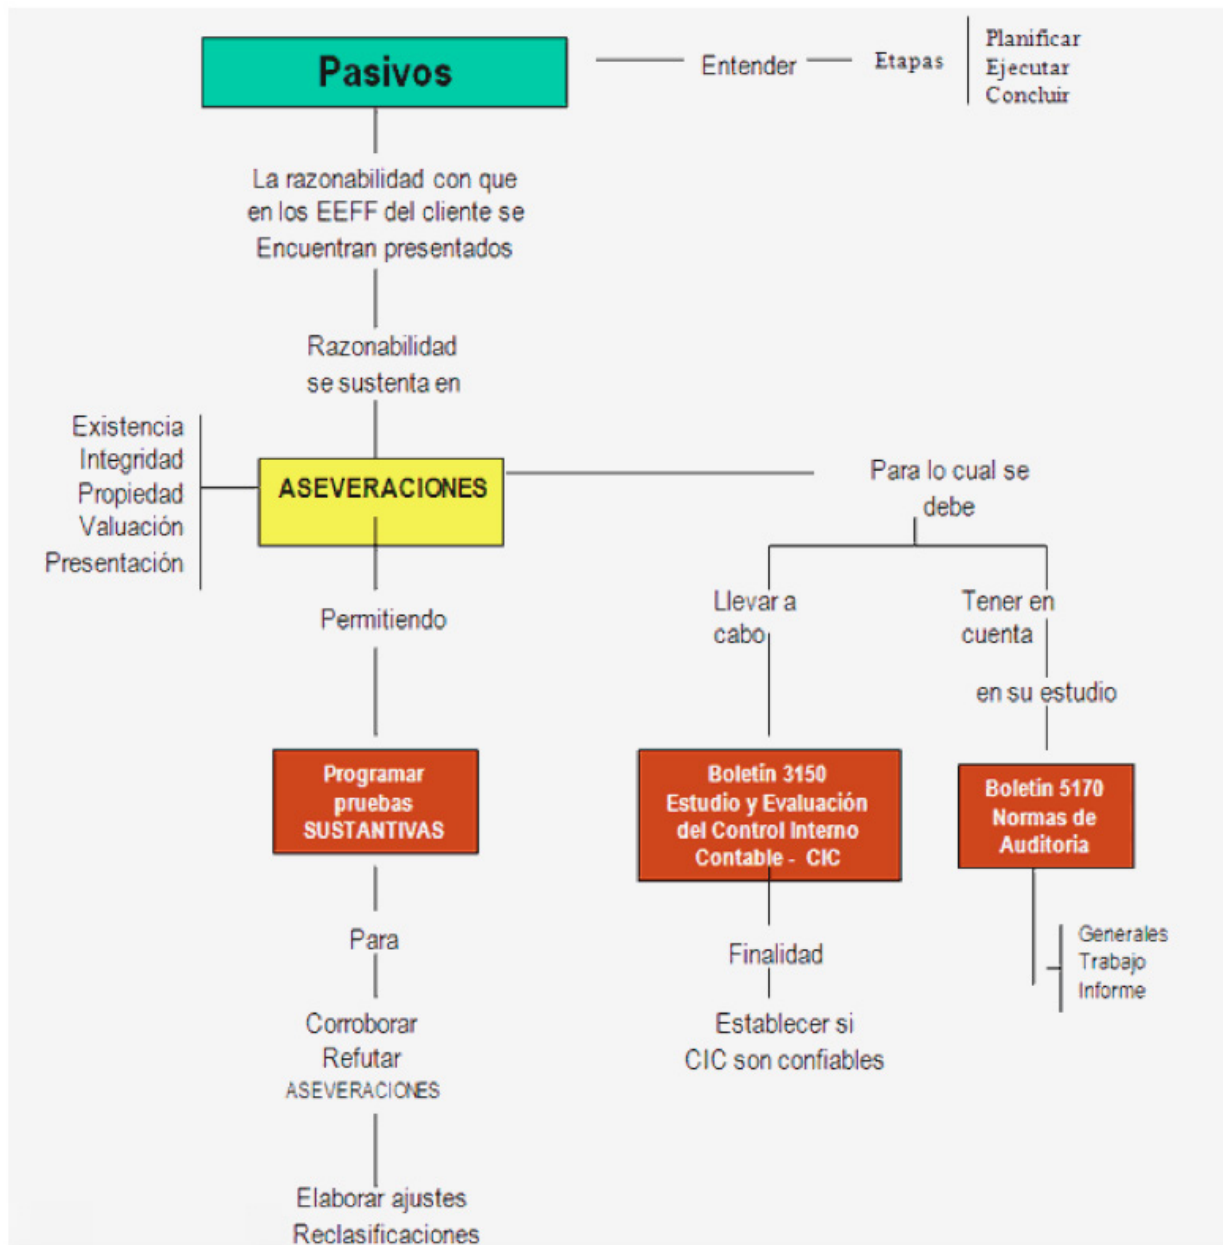 Pasivos
Entender
Etapas
Planificar
Ejecutar
Concluir
La razonabilidad con que
en los EEFF del cliente se
Encuentran presentados
Razonabilidad
se sustenta en
Existencia
Integridad
Propiedad
Valuación
Presentación
ASEVERACIONES
Para lo cual se
debe
Permitiendo
Llevar a
cabo
Tener en
cuenta
en su estudio
Programar
pruebas
SUSTANTIVAS
Boletin 3150
Estudio y Evaluación
del Control Interno
Contable - CIC
Boletin 5170
Normas de
Auditoria
Para
Finalidad
Generales
Trabajo
Informe
Corroborar
Refutar
ASEVERACIONES
Establecer si
CIC son confiables
Elaborar ajustes
Reclasificaciones